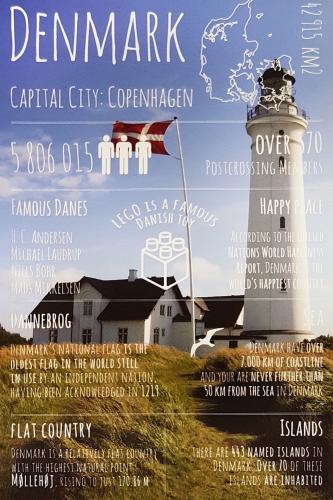 DENMARK
42915 KM2
CAPITAL CITY: COPENHAGEN
5 806 015
OVER 370
POSTCROSSING MEMBERS
FAMOUS DANES
H.C. ANDERSEN
MICHAEL LAUDRUP
NIELS BOHR
MADS MIKKELSEN
LEGO IS A FAMOUS
DANISH TOY
HAPPY PLACE
ACCORDING TO THE UNITED
NATIONS WORLD HAPPINESS
REPORT, DENMARK IS THE
WORLD'S HAPPIEST COUNTRY
DANNEBROG
DENMARK'S NATIONAL FLAG IS THE
OLDEST FLAG IN THE WORLD STILL
IN USE BY AN INDEPENDENT NATION,
HAVING BEEN ACKNOWLEDGED IN 1219
SEA
DENMARK HAVE OVER
7.000 KM OF COASTLINE
AND YOUR ARE NEVER FURTHER THAN
50 KM FROM THE SEA IN DENMARK
FLAT COUNTRY
DENMARK IS A RELATIVELY FLAT COUNTRY
WITH THE HIGHEST NATURAL POINT,
MØLLEHØJ, RISING TO JUST 170.86 M
ISLANDS
THERE ARE 443 NAMED ISLANDS IN
DENMARK. OVER 70 OF THESE
ISLANDS ARE INHABITED